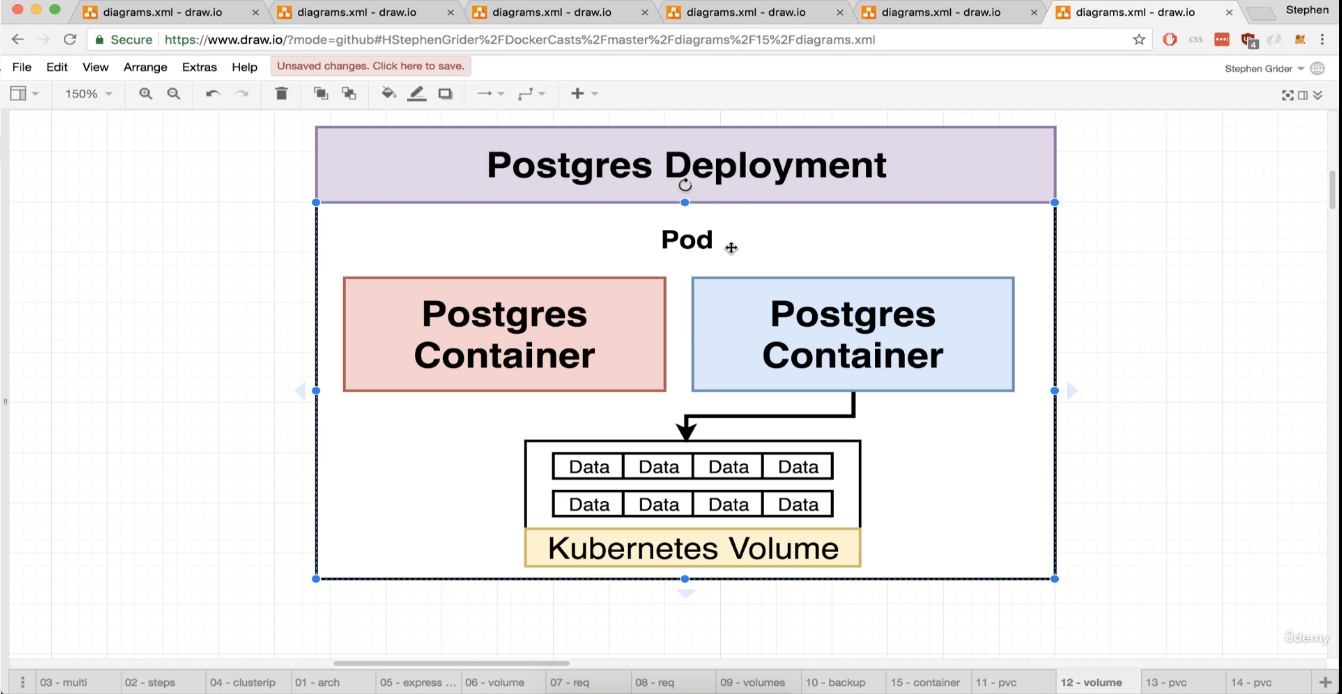 diagrams.xml - draw.io
diagrams.xml - draw.io
diagrams.xml - draw.io
diagrams.xml - draw.io
diagrams.xml - draw.io
diagrams.xml - draw.io
Stephen
Secure https://www.draw.io/?mode=github#HStephenGrider%2FDockerCasts%2Fmaster%2Fdiagrams%2F15%2Fdiagrams.xml
CSS
4
File Edit View Arrange Extras Help Unsaved changes. Click here to save.
Stephen Grider
150%
Postgres Deployment
Pod
Postgres
Container
Postgres
Container
Data Data Data Data
Data Data Data Data
Kubernetes Volume
ûdemy
03 - multi 02 - steps 04 - clusterip 01 - arch 05 - express ... 06 - volume 07 - req 08 - req 09 - volumes 10 - backup 15 - container 11 - pvc 12 - volume 13 - pvc 14 - pvc